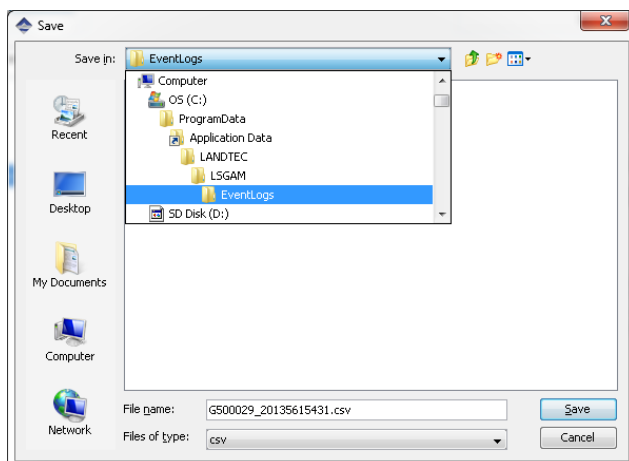 Save
Save in:
EventLogs
Computer
OS (C:)
ProgramData
Application Data
LANDTEC
LSGAM
EventLogs
SD Disk (D:)
Recent
Desktop
My Documents
Computer
Network
File name:
G500029_20135615431.csv
Save
Files of type:
csv
Cancel